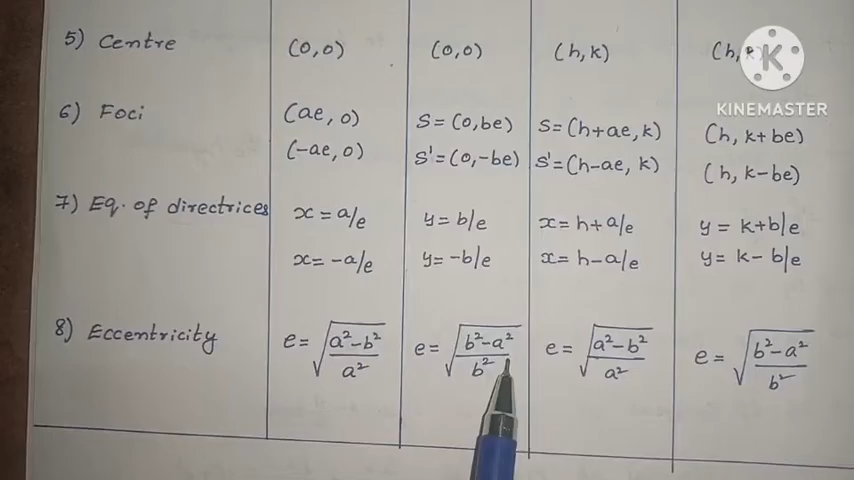 5) Centre (0,0) (0,0) (h,k) (h,
K
KINEMASTER
6) Foci (ae,0) S=(0,be) S=(h+ae,k) (h,k+be)
(-ae,0) S'=(0,-be) S'=(h-ae,k) (h,k-be)
7) Eq. of directrices x=a/e y=b/e x=h+a/e y=k+b/e
x=-a/e y=-b/e x=h-a/e y=k-b/e
8) Eccentricity e=√((a²-b²)/a²) e=√((b²-a²)/b²) e=√((a²-b²)/a²) e=√((b²-a²)/b²)